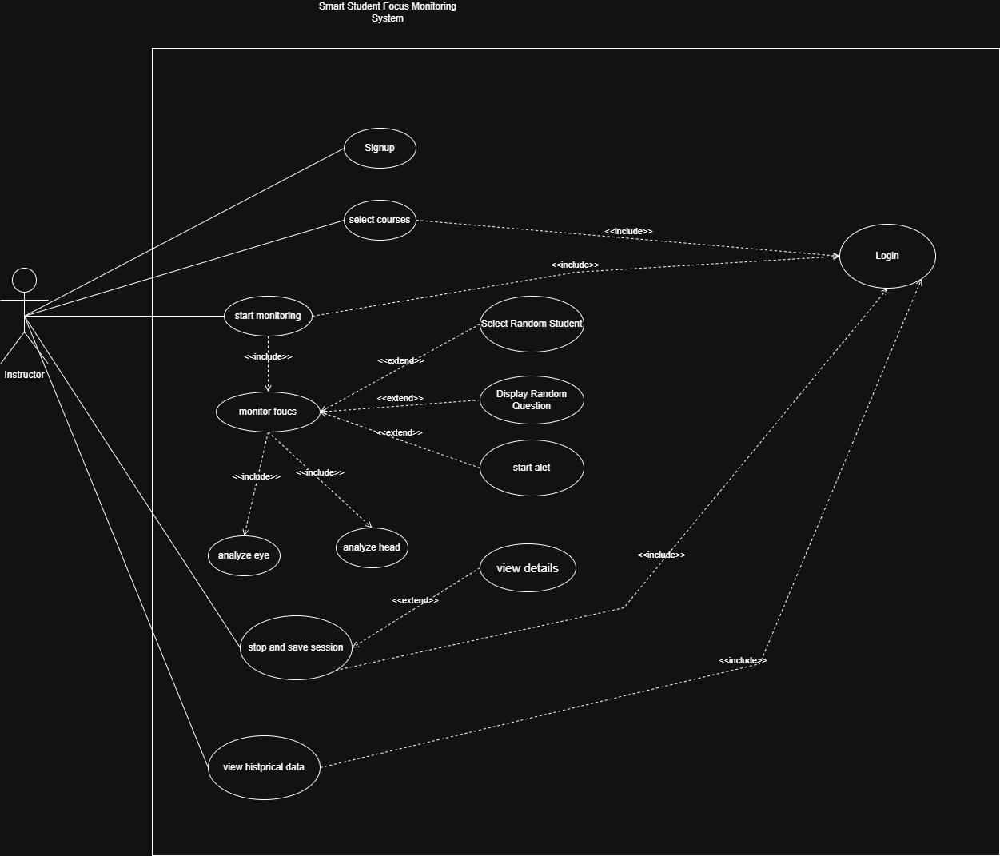 Smart Student Focus Monitoring
System
Signup
select courses
<<include>>
Login
<<include>>
start monitoring
Select Random Student
<<include>>
<<extend>>
Instructor
Display Random
Question
<<extend>>
monitor foucs
<<extend>>
start alet
<<include>>
<<include>>
analyze eye
analyze head
<<include>>
view details
<<extend>>
stop and save session
<<include>>
view histprical data